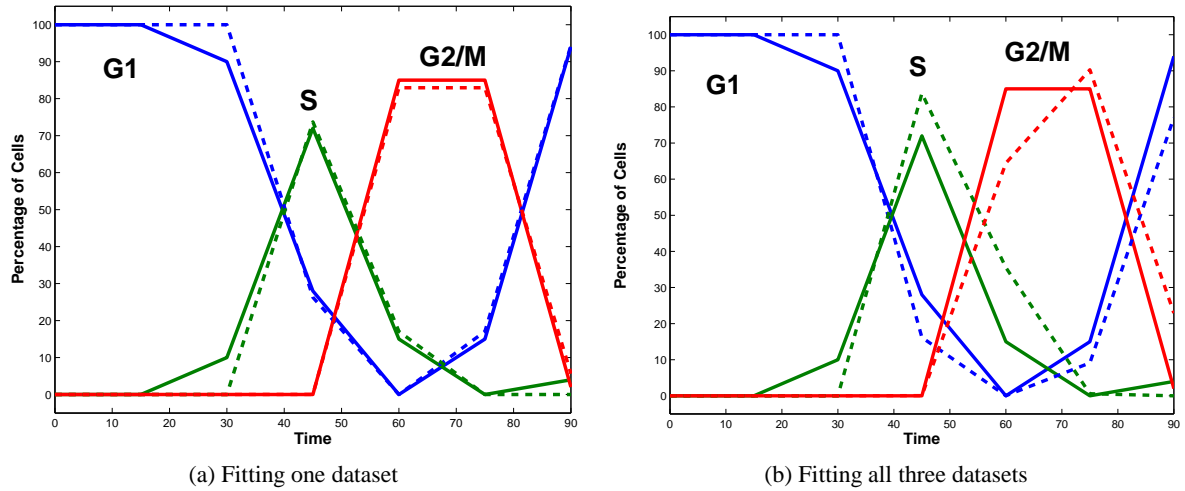 100
90
80
70
60
50
40
30
20
10
0
Percentage of Cells
G1
S
G2/M
0 10 20 30 40 50 60 70 80 90
Time
(a) Fitting one dataset
100
90
80
70
60
50
40
30
20
10
0
Percentage of Cells
G1
S
G2/M
0 10 20 30 40 50 60 70 80 90
Time
(b) Fitting all three datasets